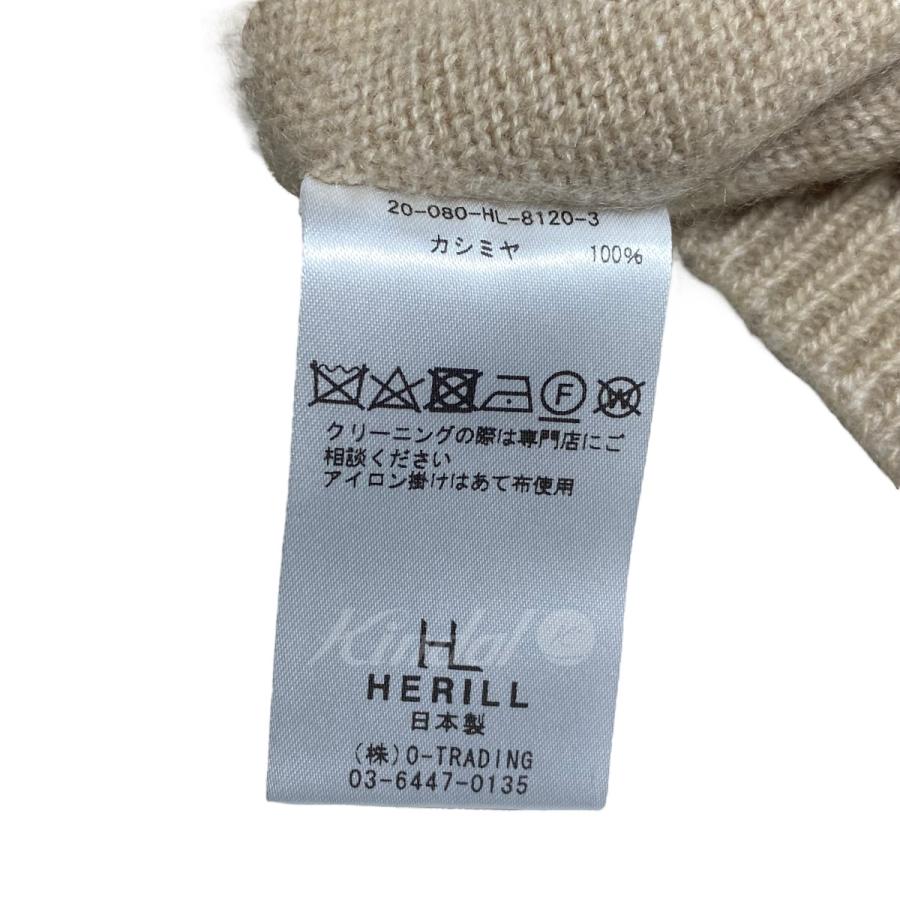 20-080-HL-8120-3
カシミヤ 100%
F W
クリーニングの際は専門店にご
相談ください
アイロン掛けはあて布使用
Kindal
HL
HERILL
日本製
(株)O-TRADING
03-6447-0135